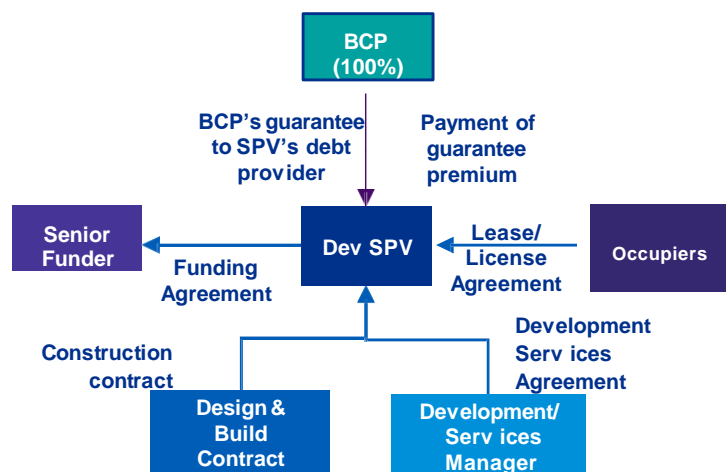 BCP
(100%)
BCP's guarantee
to SPV's debt
provider
Payment of
guarantee
premium
Senior
Funder
Dev SPV
Lease/
License
Agreement
Occupiers
Funding
Agreement
Construction
contract
Development
Serv ices
Agreement
Design &
Build
Contract
Development/
Serv ices
Manager